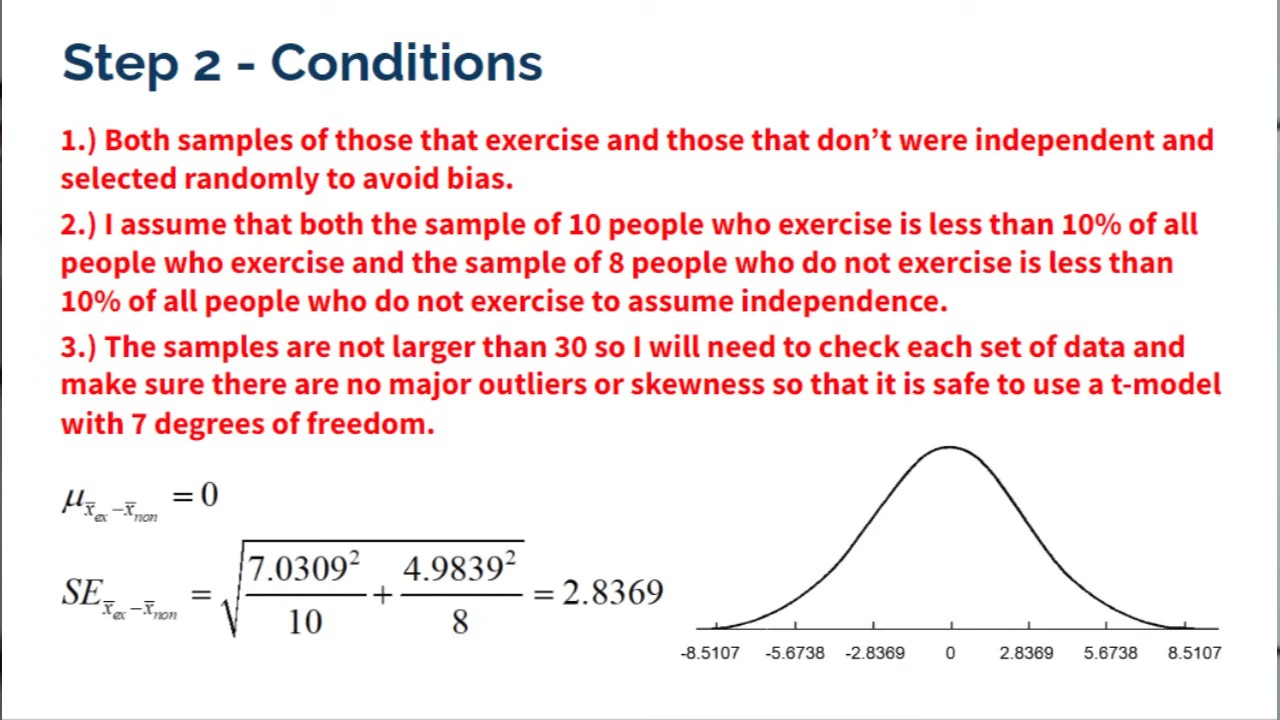 Step 2 - Conditions
1.) Both samples of those that exercise and those that don’t were independent and
selected randomly to avoid bias.
2.) I assume that both the sample of 10 people who exercise is less than 10% of all
people who exercise and the sample of 8 people who do not exercise is less than
10% of all people who do not exercise to assume independence.
3.) The samples are not larger than 30 so I will need to check each set of data and
make sure there are no major outliers or skewness so that it is safe to use a t-model
with 7 degrees of freedom.
μ_{x̄_{ex}−x̄_{non}} = 0
SE_{x̄_{ex}−x̄_{non}} = √(7.0309²/10 + 4.9839²/8) = 2.8369
-8.5107 -5.6738 -2.8369 0 2.8369 5.6738 8.5107